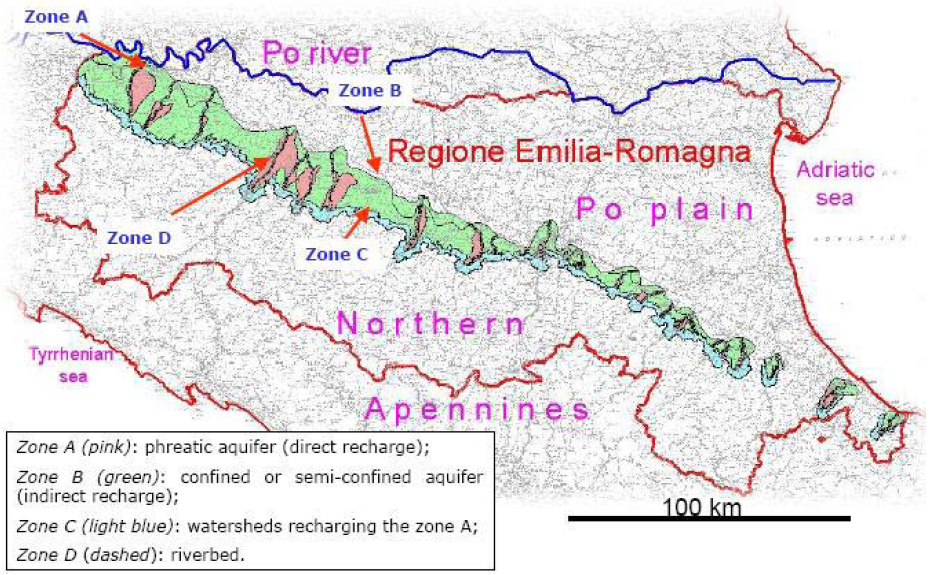 Zone A
Po river
Zone B
Regione Emilia-Romagna
Adriatic
sea
Po plain
Zone D
Zone C
Northern
Tyrrhenian
sea
Apennines
Zone A (pink): phreatic aquifer (direct recharge);
Zone B (green): confined or semi-confined aquifer
(indirect recharge);
Zone C (light blue): watersheds recharging the zone A;
Zone D (dashed): riverbed.
100 km